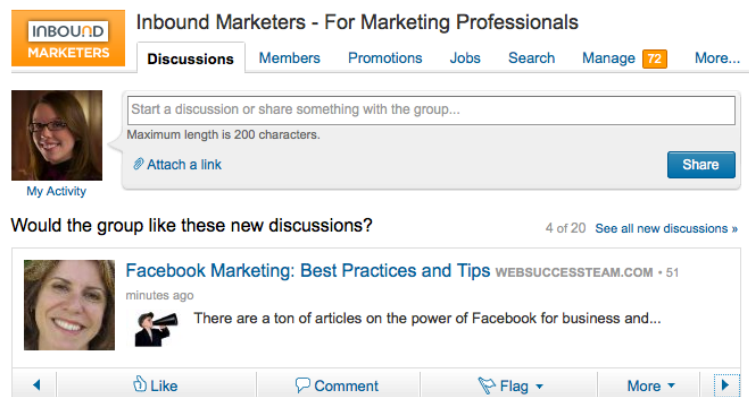 INBOUND
MARKETERS
Inbound Marketers - For Marketing Professionals
Discussions Members Promotions Jobs Search Manage 72 More...
Start a discussion or share something with the group...
Maximum length is 200 characters.
Attach a link
Share
My Activity
Would the group like these new discussions?
4 of 20 See all new discussions »
Facebook Marketing: Best Practices and Tips WEBSUCCESSTEAM.COM • 51
minutes ago
There are a ton of articles on the power of Facebook for business and...
Like Comment Flag More